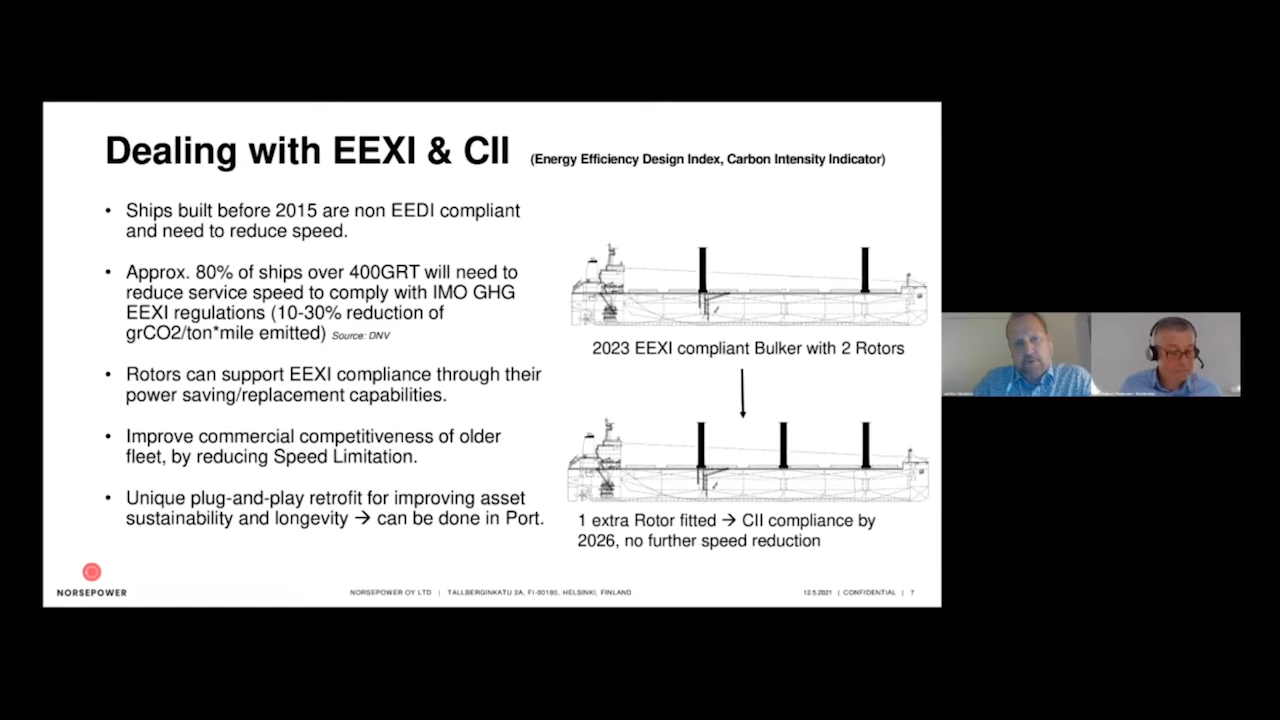 Dealing with EEXI & CII (Energy Efficiency Design Index, Carbon Intensity Indicator)
• Ships built before 2015 are non EEDI compliant
and need to reduce speed.
• Approx. 80% of ships over 400GRT will need to
reduce service speed to comply with IMO GHG
EEXI regulations (10-30% reduction of
grCO2/ton*mile emitted) Source: DNV
• Rotors can support EEXI compliance through their
power saving/replacement capabilities.
• Improve commercial competitiveness of older
fleet, by reducing Speed Limitation.
• Unique plug-and-play retrofit for improving asset
sustainability and longevity → can be done in Port.
2023 EEXI compliant Bulker with 2 Rotors
1 extra Rotor fitted → CII compliance by
2026, no further speed reduction
NORSEPOWER
NORSEPOWER OY LTD | TALLBERGINKATU 2A, FI-00180, HELSINKI, FINLAND
12.5.2021 | CONFIDENTIAL | 7